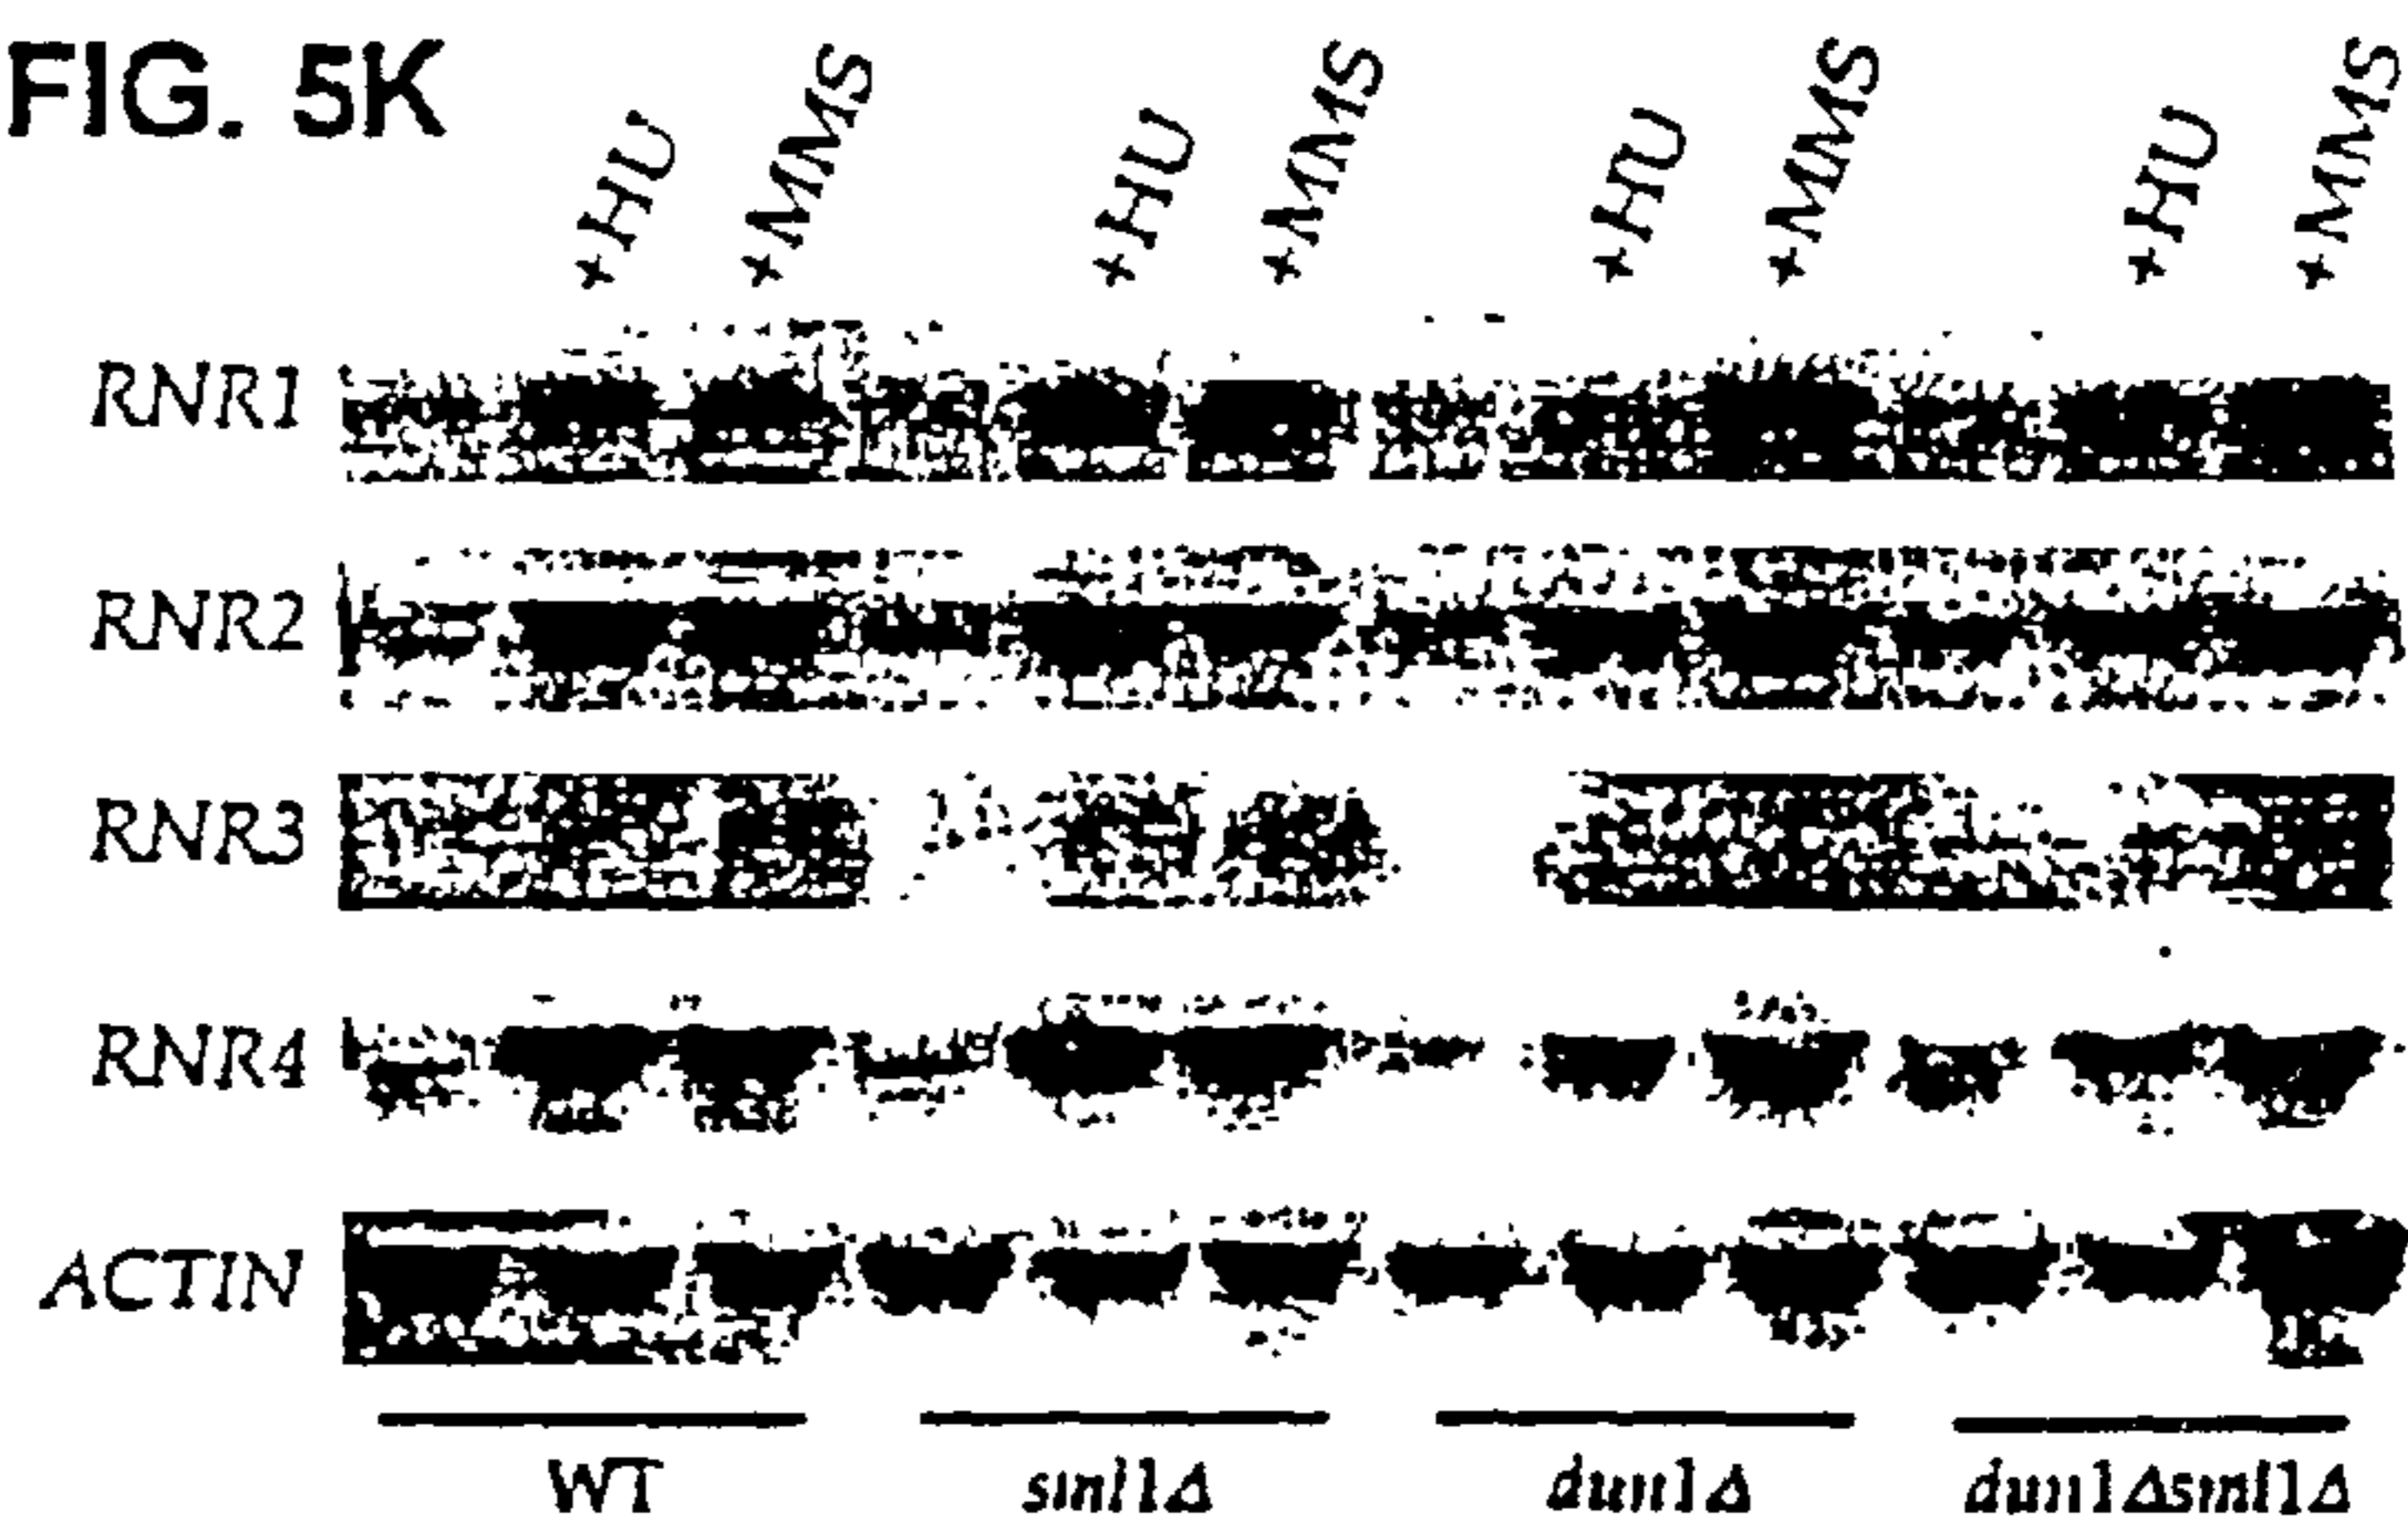 FIG. 5K
+HU +MMS +HU +MMS +HU +MMS +HU +MMS
RNR1
RNR2
RNR3
RNR4
ACTIN
WT sml1Δ dun1Δ dun1Δsml1Δ